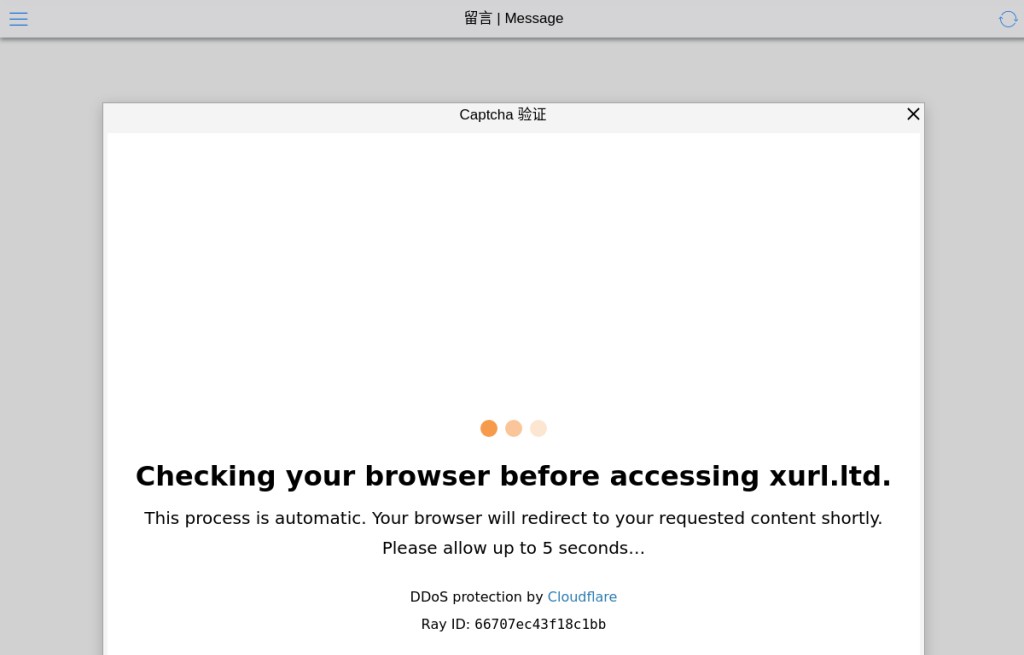 留言 | Message
Captcha 验证
Checking your browser before accessing xurl.ltd.
This process is automatic. Your browser will redirect to your requested content shortly.
Please allow up to 5 seconds…
DDoS protection by Cloudflare
Ray ID: 66707ec43f18c1bb